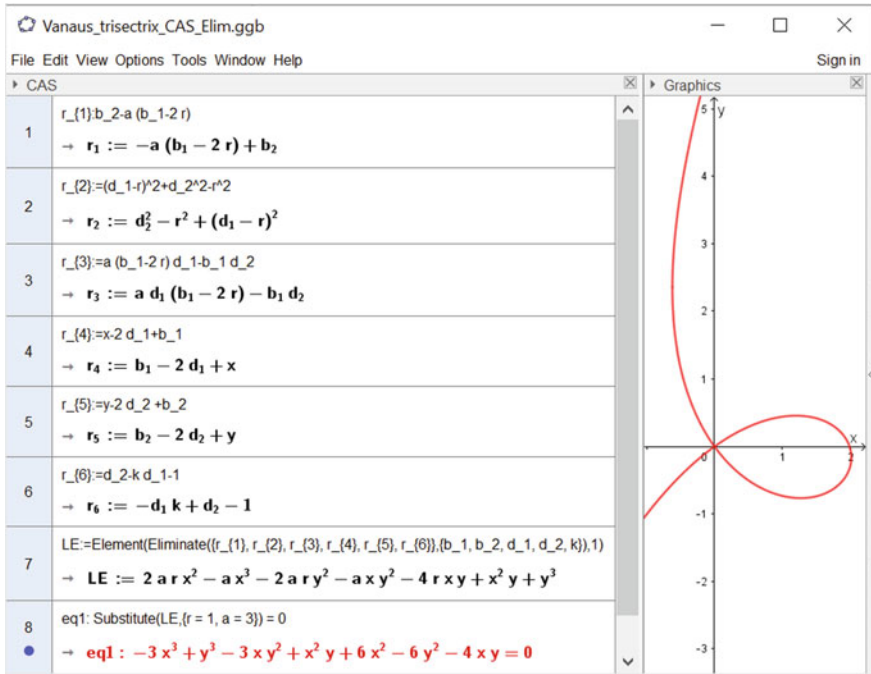 Vanaus_trisectrix_CAS_Elim.ggb
File Edit View Options Tools Window Help
Sign in
CAS
Graphics
1
r_{1}:b_2-a (b_1-2 r)
→ r₁ := −a (b₁ − 2 r) + b₂
2
r_{2}:=(d_1-r)^2+d_2^2-r^2
→ r₂ := d₂² − r² + (d₁ − r)²
3
r_{3}:=a (b_1-2 r) d_1-b_1 d_2
→ r₃ := a d₁ (b₁ − 2 r) − b₁ d₂
4
r_{4}:=x-2 d_1+b_1
→ r₄ := b₁ − 2 d₁ + x
5
r_{5}:=y-2 d_2 +b_2
→ r₅ := b₂ − 2 d₂ + y
6
r_{6}:=d_2-k d_1-1
→ r₆ := −d₁ k + d₂ − 1
7
LE:=Element(Eliminate({r_{1}, r_{2}, r_{3}, r_{4}, r_{5}, r_{6}},{b_1, b_2, d_1, d_2, k}),1)
→ LE := 2 a r x² − a x³ − 2 a r y² − a x y² − 4 r x y + x² y + y³
8
eq1: Substitute(LE,{r = 1, a = 3}) = 0
→ eq1 : −3 x³ + y³ − 3 x y² + x² y + 6 x² − 6 y² − 4 x y = 0
y
5
4
3
2
1
0
1
2
x
-1
-2
-3